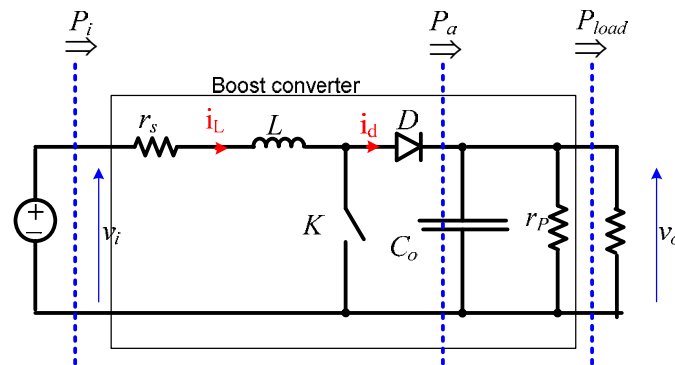 P_i
P_a
P_load
Boost converter
r_s
i_L
L
i_d
D
+
−
v_i
K
C_o
r_P
v_o